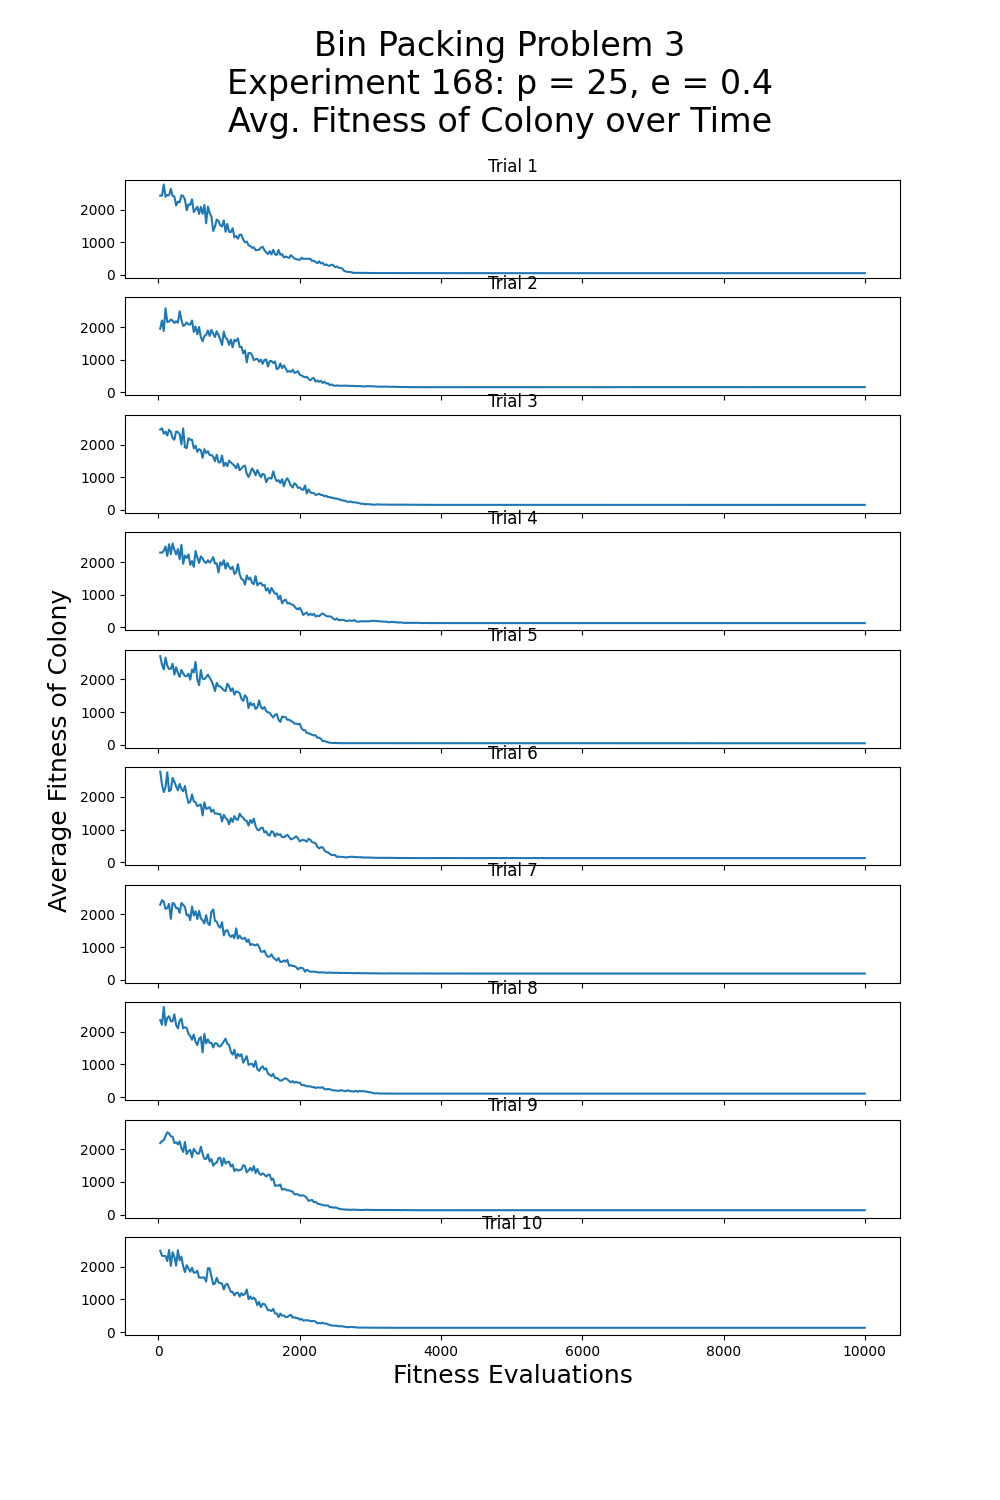 Bin Packing Problem 3
Experiment 168: p = 25, e = 0.4
Avg. Fitness of Colony over Time
Trial 1
2000
1000
0
Trial 2
2000
1000
0
Trial 3
2000
1000
0
Trial 4
2000
1000
0
Trial 5
2000
1000
0
Trial 6
2000
1000
0
Trial 7
2000
1000
0
Trial 8
2000
1000
0
Trial 9
2000
1000
0
Trial 10
2000
1000
0
0 2000 4000 6000 8000 10000
Fitness Evaluations
Average Fitness of Colony